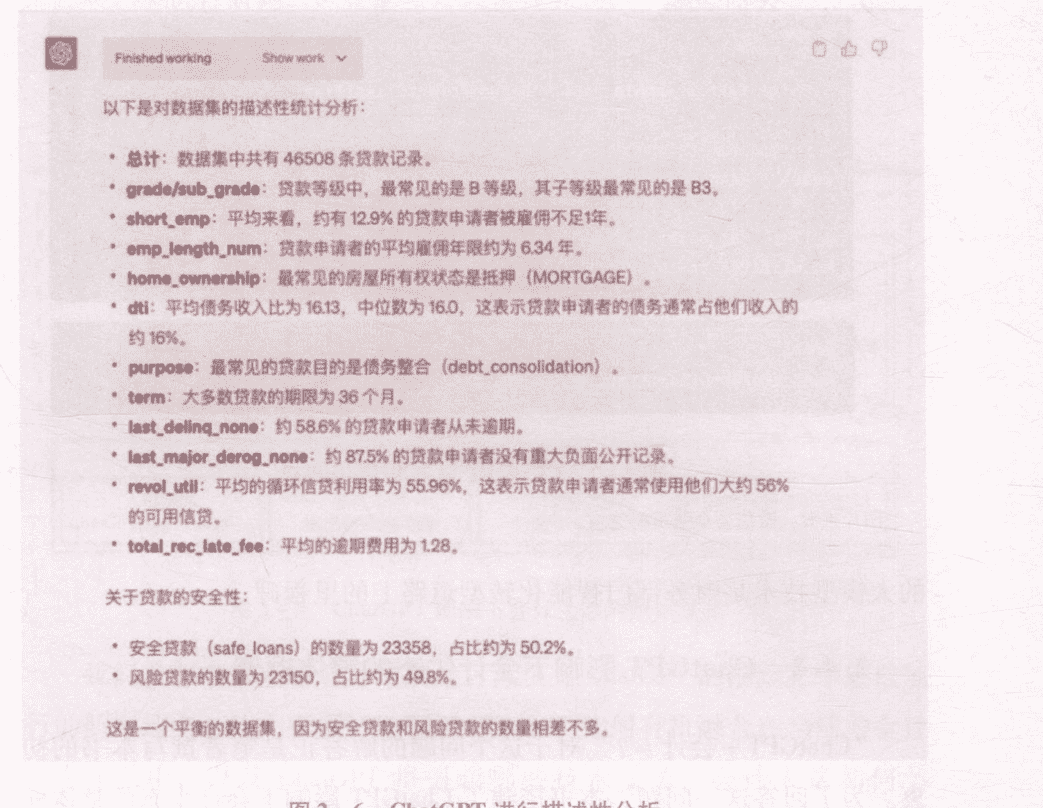 Finished working Show work
以下是对数据集的描述性统计分析：
• 总计：数据集中共有 46508 条贷款记录。
• grade/sub_grade：贷款等级中，最常见的是 B 等级，其子等级最常见的是 B3。
• short_emp：平均来看，约有 12.9% 的贷款申请者被雇佣不足1年。
• emp_length_num：贷款申请者的平均雇佣年限约为 6.34 年。
• home_ownership：最常见的房屋所有权状态是抵押（MORTGAGE）。
• dti：平均债务收入比为 16.13，中位数为 16.0，这表示贷款申请者的债务通常占他们收入的
约 16%。
• purpose：最常见的贷款目的是债务整合（debt_consolidation）。
• term：大多数贷款的期限为 36 个月。
• last_delinq_none：约 58.6% 的贷款申请者从未逾期。
• last_major_derog_none：约 87.5% 的贷款申请者没有重大负面公开记录。
• revol_util：平均的循环信贷利用率为 55.96%，这表示贷款申请者通常使用他们大约 56%
的可用信贷。
• total_rec_late_fee：平均的逾期费用为 1.28。
关于贷款的安全性：
• 安全贷款（safe_loans）的数量为 23358，占比约为 50.2%。
• 风险贷款的数量为 23150，占比约为 49.8%。
这是一个平衡的数据集，因为安全贷款和风险贷款的数量相差不多。
ChatGPT 进行描述性分析